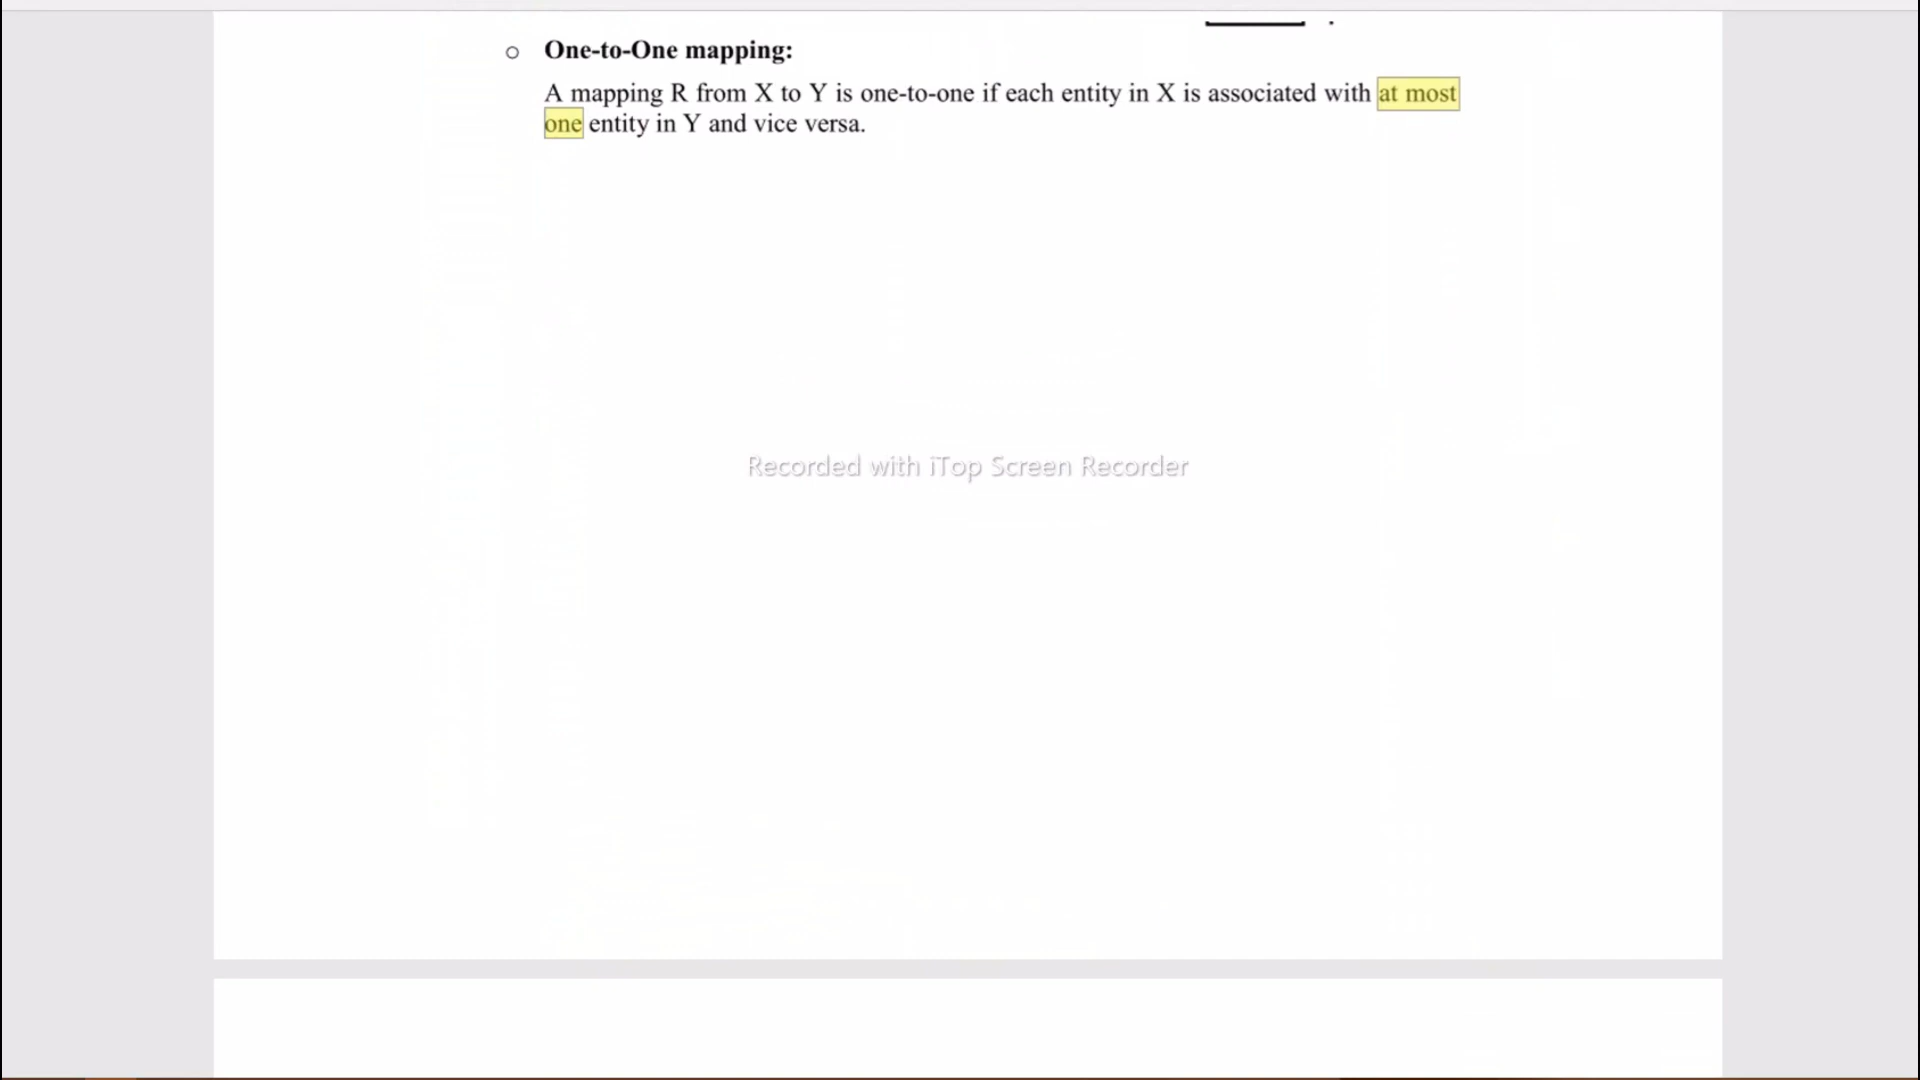 o One-to-One mapping:
A mapping R from X to Y is one-to-one if each entity in X is associated with at most
one entity in Y and vice versa.
Recorded with iTop Screen Recorder